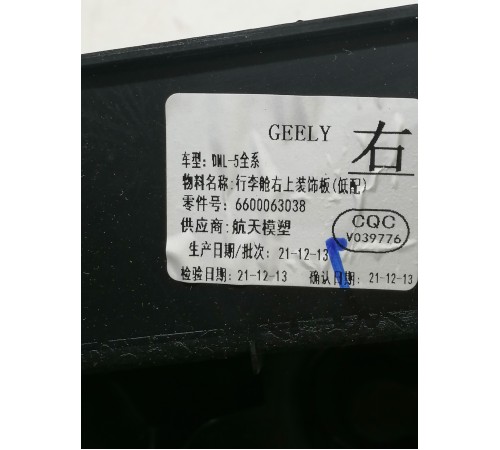 GEELY 右
车型: DML-5全系
物料名称:行李舱右上装饰板(低配)
零件号: 6600063038
供应商:航天模塑
CQC
V039776
生产日期/批次: 21-12-13
检验日期:21-12-13 确认日期: 21-12-13